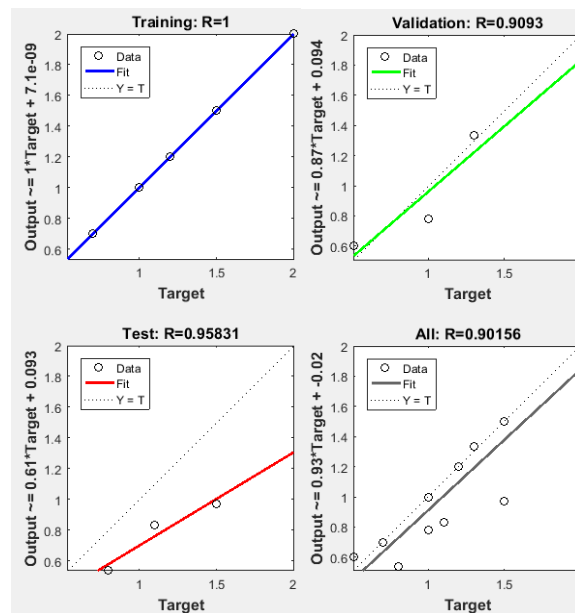 Training: R=1
Output ~= 1*Target + 7.1e-09
2
1.8
1.6
1.4
1.2
1
0.8
0.6
Data
Fit
Y = T
1
1.5
2
Target
Validation: R=0.9093
Output ~= 0.87*Target + 0.094
2
1.8
1.6
1.4
1.2
1
0.8
0.6
Data
Fit
Y = T
1
1.5
Target
Test: R=0.95831
Output ~= 0.61*Target + 0.093
2
1.8
1.6
1.4
1.2
1
0.8
0.6
Data
Fit
Y = T
1
1.5
2
Target
All: R=0.90156
Output ~= 0.93*Target + -0.02
2
1.8
1.6
1.4
1.2
1
0.8
0.6
Data
Fit
Y = T
1
1.5
Target